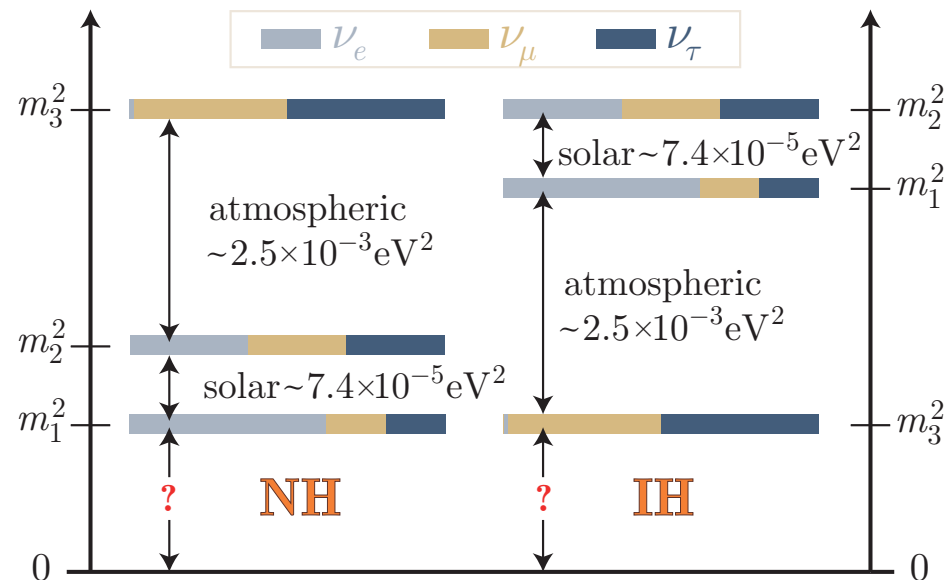 ν_e ν_μ ν_τ
m_3^2
m_2^2
solar~7.4×10^{-5}eV^2
m_1^2
atmospheric
~2.5×10^{-3}eV^2
atmospheric
~2.5×10^{-3}eV^2
m_2^2
solar~7.4×10^{-5}eV^2
m_1^2
m_3^2
? NH ? IH
0 0